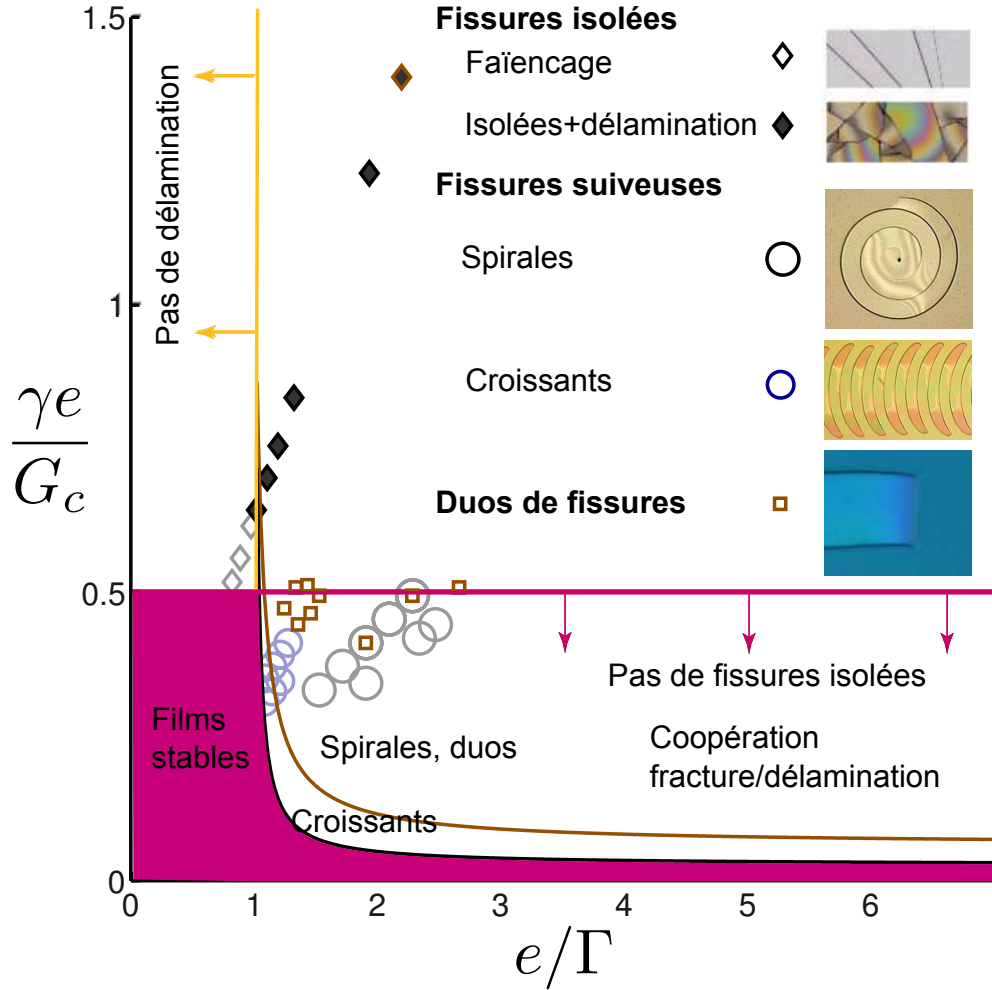 1.5
1
0.5
0
γe
G_c
Pas de délamination
Fissures isolées
Faïencage
Isolées+délamination
Fissures suiveuses
Spirales
Croissants
Duos de fissures
Pas de fissures isolées
Films
stables
Spirales, duos
Coopération
fracture/délamination
Croissants
0 1 2 3 4 5 6
e/Γ